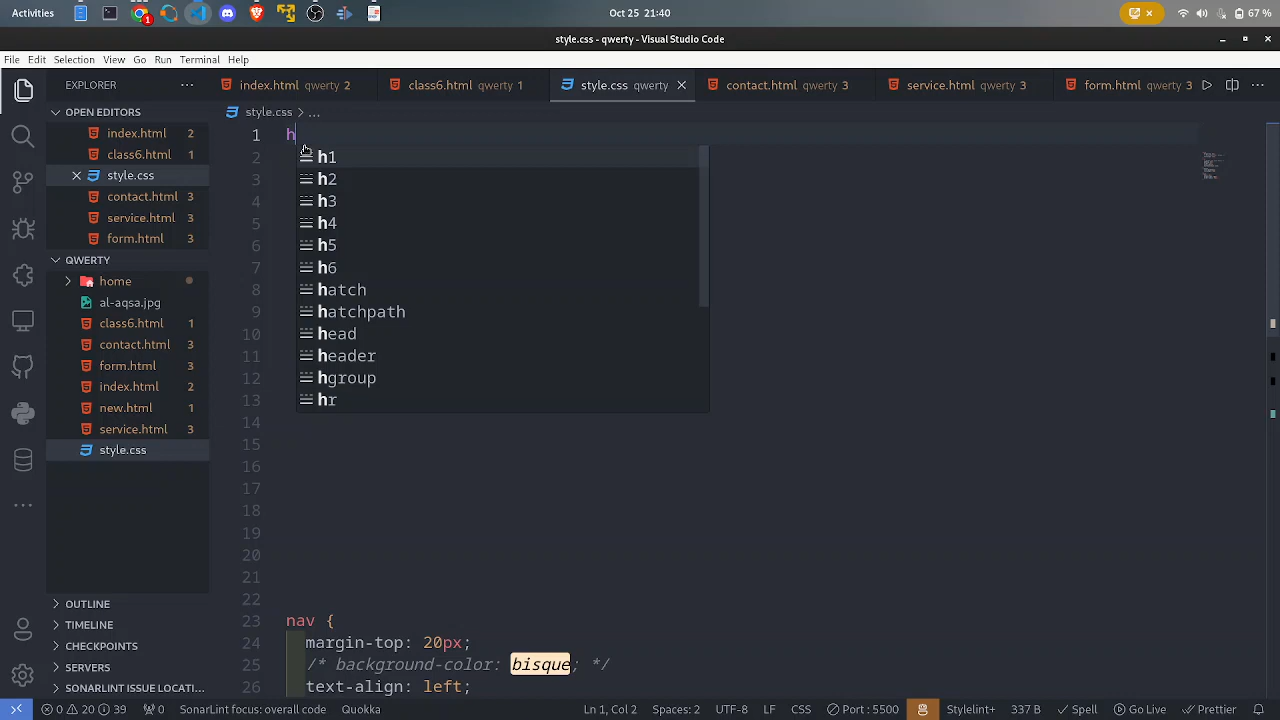 Activities
Oct 25 21:40
67 %
style.css - qwerty - Visual Studio Code
File Edit Selection View Go Run Terminal Help
EXPLORER
index.html qwerty 2
class6.html qwerty 1
style.css qwerty
contact.html qwerty 3
service.html qwerty 3
form.html qwerty 3
OPEN EDITORS
index.html 2
class6.html 1
style.css
contact.html 3
service.html 3
form.html 3
QWERTY
home
al-aqsa.jpg
class6.html 1
contact.html 3
form.html 3
index.html 2
new.html 1
service.html 3
style.css
OUTLINE
TIMELINE
CHECKPOINTS
SERVERS
SONARLINT ISSUE LOCATI...
style.css > ...
1 h
2
3
4
5
6
7
8
9
10
11
12
13
14
15
16
17
18
19
20
21
22
23 nav {
24 margin-top: 20px;
25 /* background-color: bisque; */
26 text-align: left;
h1
h2
h3
h4
h5
h6
hatch
hatchpath
head
header
hgroup
hr
0 20 39 0 SonarLint focus: overall code Quokka Ln 1, Col 2 Spaces: 2 UTF-8 LF CSS Port : 5500 Stylelint+ 337 B Spell Go Live Prettier